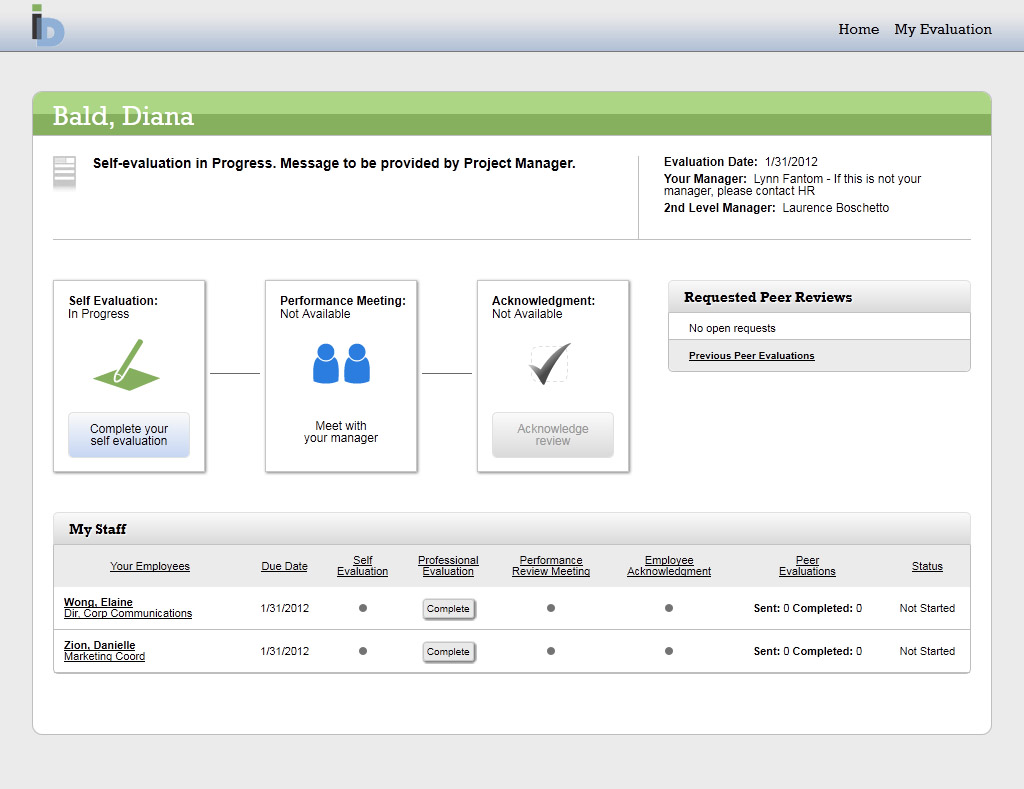 iD
Home My Evaluation
Bald, Diana
Self-evaluation in Progress. Message to be provided by Project Manager.
Evaluation Date: 1/31/2012
Your Manager: Lynn Fantom - If this is not your
manager, please contact HR
2nd Level Manager: Laurence Boschetto
Self Evaluation:
In Progress
Complete your
self evaluation
Performance Meeting:
Not Available
Meet with
your manager
Acknowledgment:
Not Available
Acknowledge
review
Requested Peer Reviews
No open requests
Previous Peer Evaluations
My Staff
Your Employees Due Date Self Evaluation Professional Evaluation Performance Review Meeting Employee Acknowledgment Peer Evaluations Status
Wong, Elaine
Dir, Corp Communications 1/31/2012 Complete Sent: 0 Completed: 0 Not Started
Zion, Danielle
Marketing Coord 1/31/2012 Complete Sent: 0 Completed: 0 Not Started